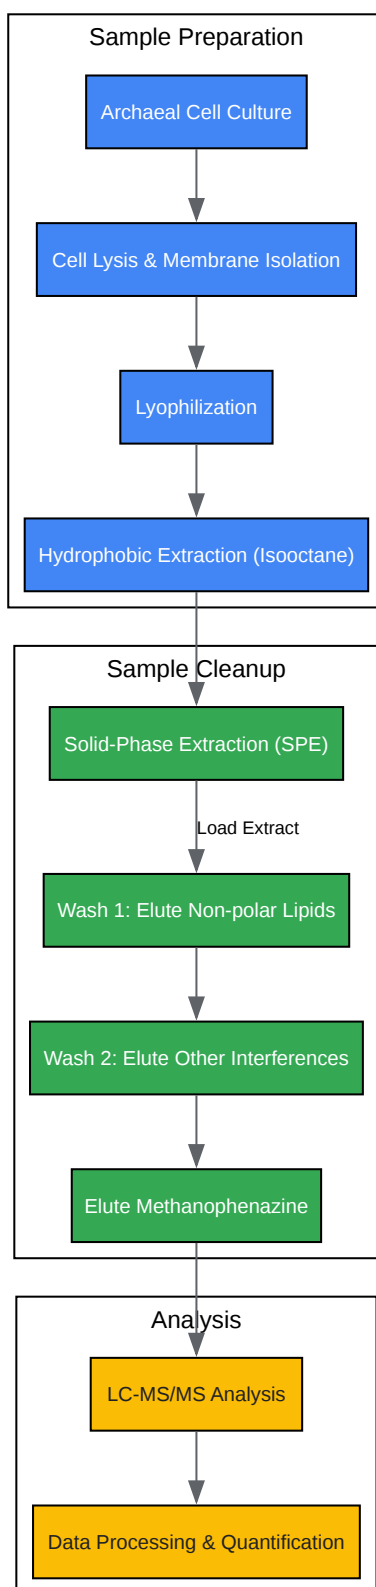 Sample Preparation
Archaeal Cell Culture
Cell Lysis & Membrane Isolation
Lyophilization
Hydrophobic Extraction (Isooctane)
Sample Cleanup
Solid-Phase Extraction (SPE)
Load Extract
Wash 1: Elute Non-polar Lipids
Wash 2: Elute Other Interferences
Elute Methanophenazine
Analysis
LC-MS/MS Analysis
Data Processing & Quantification